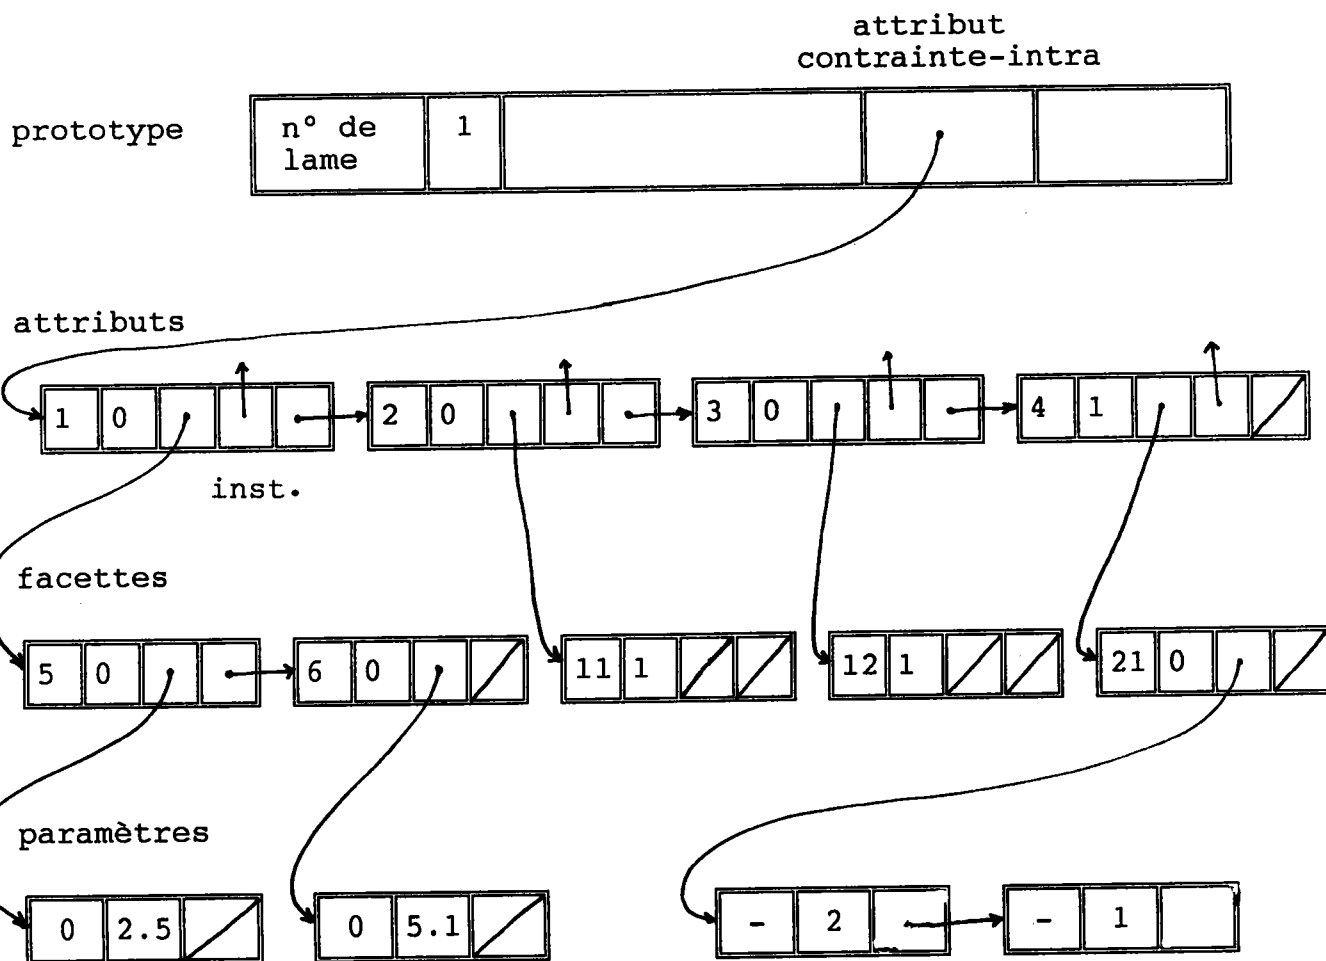 attribut
contrainte-intra
prototype
n° de 1
lame
attributs
1 0 2 0 3 0 4 1
inst.
facettes
5 0 6 0 11 1 12 1 21 0
paramètres
0 2.5 0 5.1 - 2 - 1